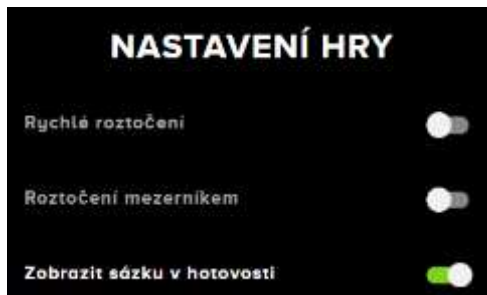 NASTAVENÍ HRY
Rychlé roztočení
Roztočení mezerníkem
Zobrazit sázku v hotovosti